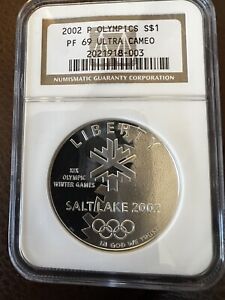 2002 P OLYMPICS S$1
PF 69 ULTRA CAMEO
2021918-003
NUMISMATIC GUARANTY CORPORATION
LIBERTY
XIX
OLYMPIC
WINTER GAMES
SALT LAKE 2002
IN GOD WE TRUST